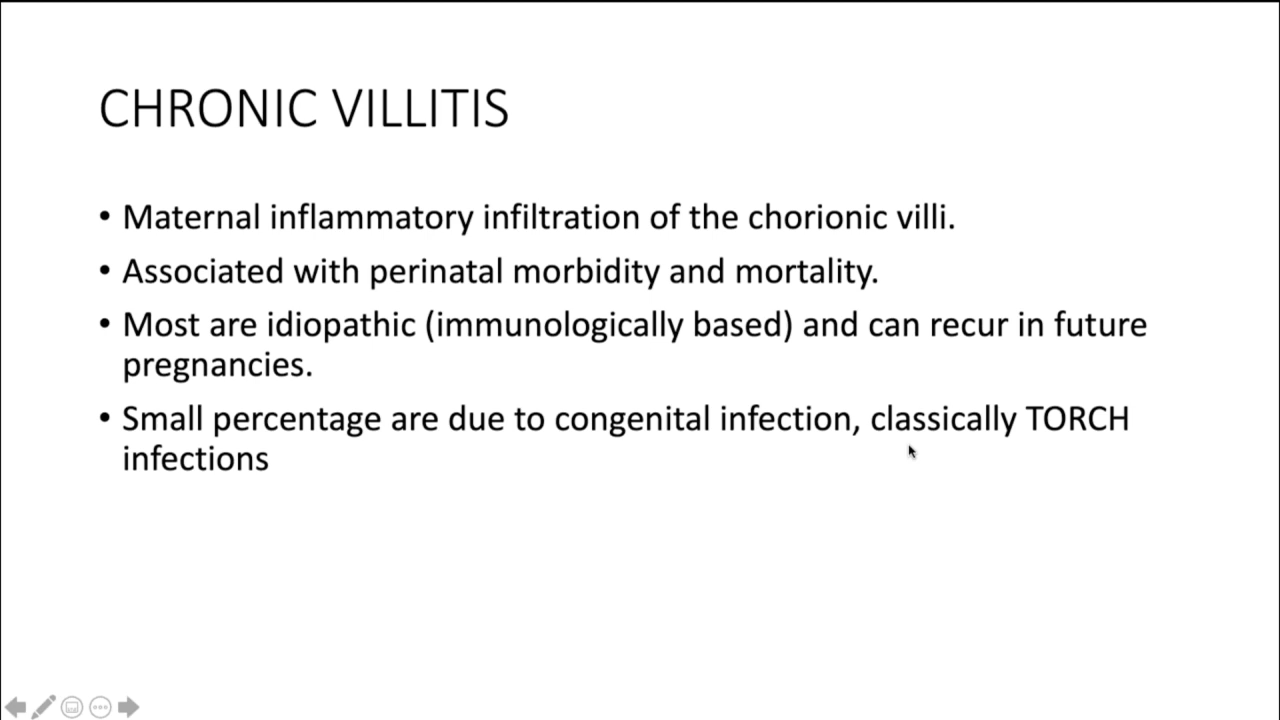 CHRONIC VILLITIS
• Maternal inflammatory infiltration of the chorionic villi.
• Associated with perinatal morbidity and mortality.
• Most are idiopathic (immunologically based) and can recur in future
pregnancies.
• Small percentage are due to congenital infection, classically TORCH
infections